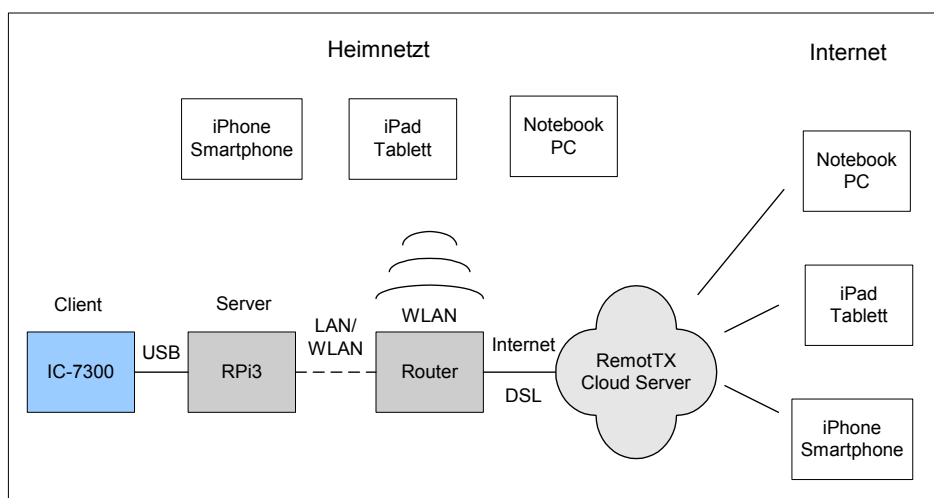 Heimnetzt
Internet
iPhone
Smartphone
iPad
Tablett
Notebook
PC
Notebook
PC
iPad
Tablett
iPhone
Smartphone
Client
Server
LAN/
WLAN
WLAN
Internet
DSL
USB
IC-7300
RPi3
Router
RemotTX
Cloud Server